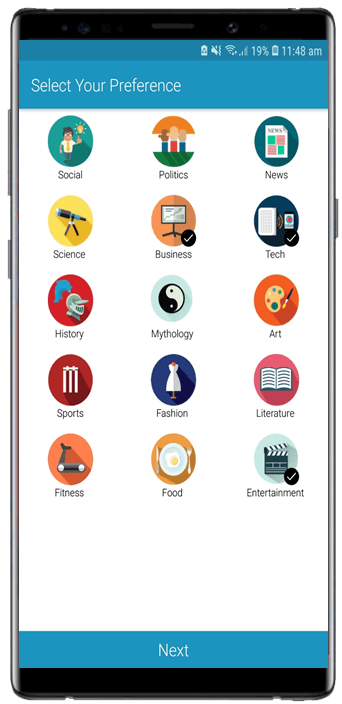 19% 11:48 am
Select Your Preference
NEWS
Social Politics News
Science Business Tech
History Mythology Art
Sports Fashion Literature
Fitness Food Entertainment
Next